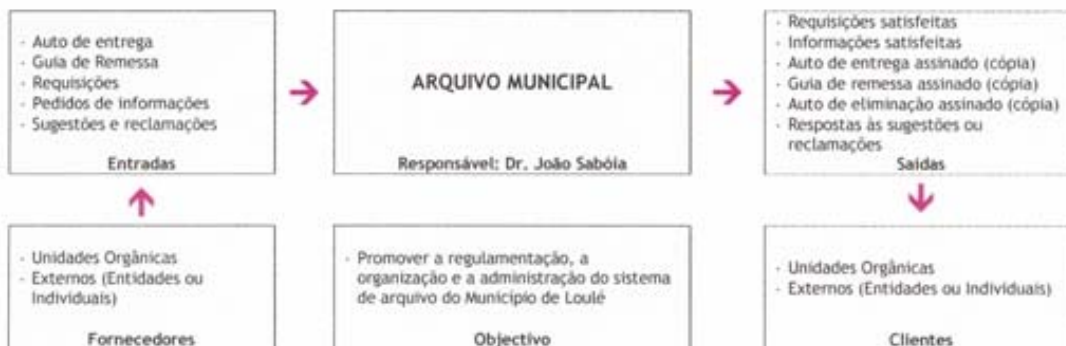 · Auto de entrega
· Guia de Remessa
· Requisições
· Pedidos de informações
· Sugestões e reclamações
Entradas
ARQUIVO MUNICIPAL
Responsável: Dr. João Sabóia
· Requisições satisfeitas
· Informações satisfeitas
· Auto de entrega assinado (cópia)
· Guia de remessa assinado (cópia)
· Auto de eliminação assinado (cópia)
· Respostas às sugestões ou
reclamações
Saídas
· Unidades Orgânicas
· Externos (Entidades ou
Individuais)
Fornecedores
· Promover a regulamentação, a
organização e a administração do sistema
de arquivo do Município de Loulé
Objectivo
· Unidades Orgânicas
· Externos (Entidades ou Individuais)
Clientes